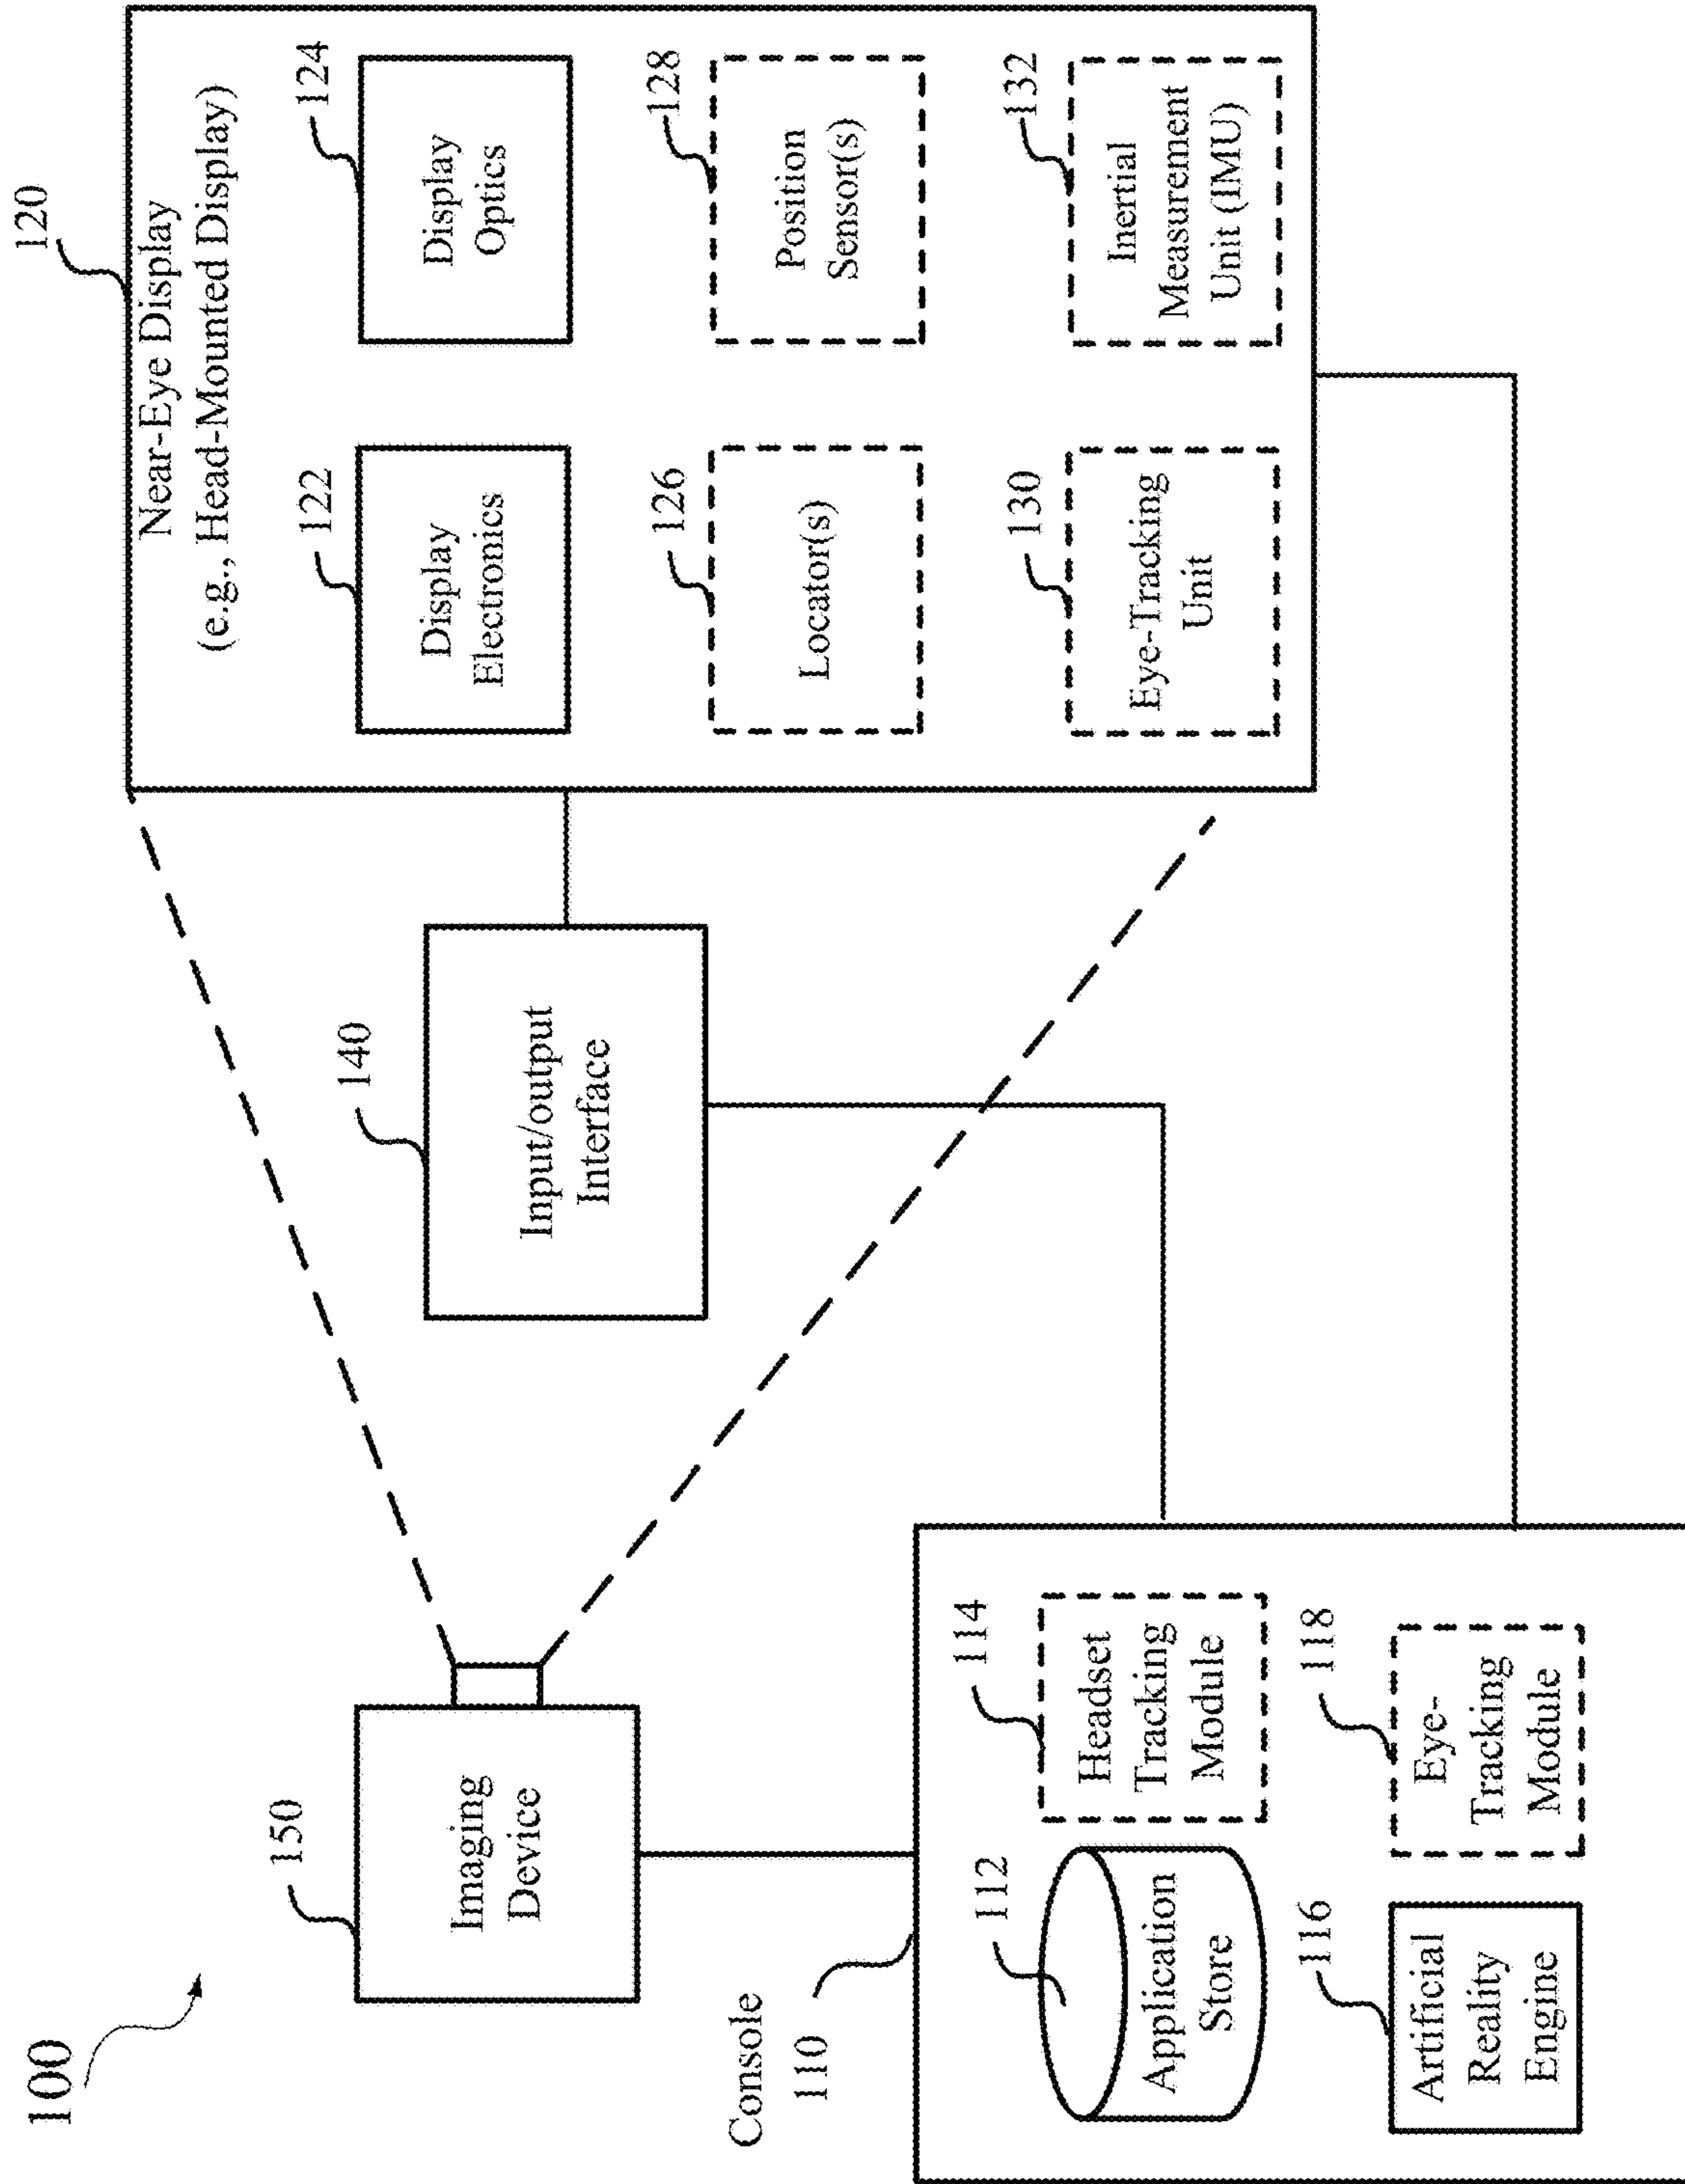 100
120
Near-Eye Display
(e.g., Head-Mounted Display)
150
Imaging
Device
140
Input/output
Interface
122
Display
Electronics
124
Display
Optics
126
Locator(s)
128
Position
Sensor(s)
130
Eye-Tracking
Unit
132
Inertial
Measurement
Unit (IMU)
Console
110
112
Application
Store
114
Headset
Tracking
Module
116
Artificial
Reality
Engine
118
Eye-
Tracking
Module